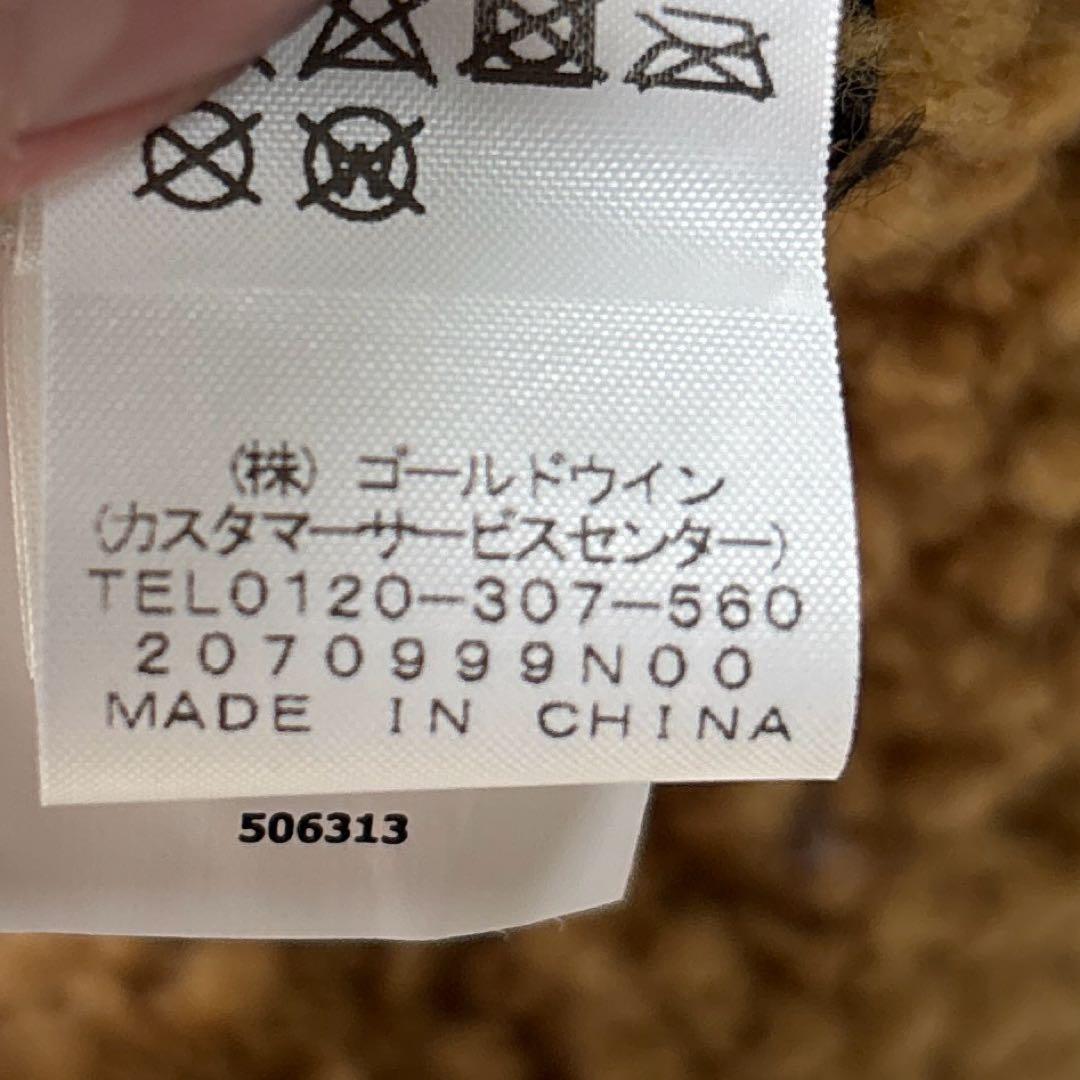 (株) ゴールドウイン
(カスタマーサービスセンター)
TEL0120-307-560
2070999N00
MADE IN CHINA
506313